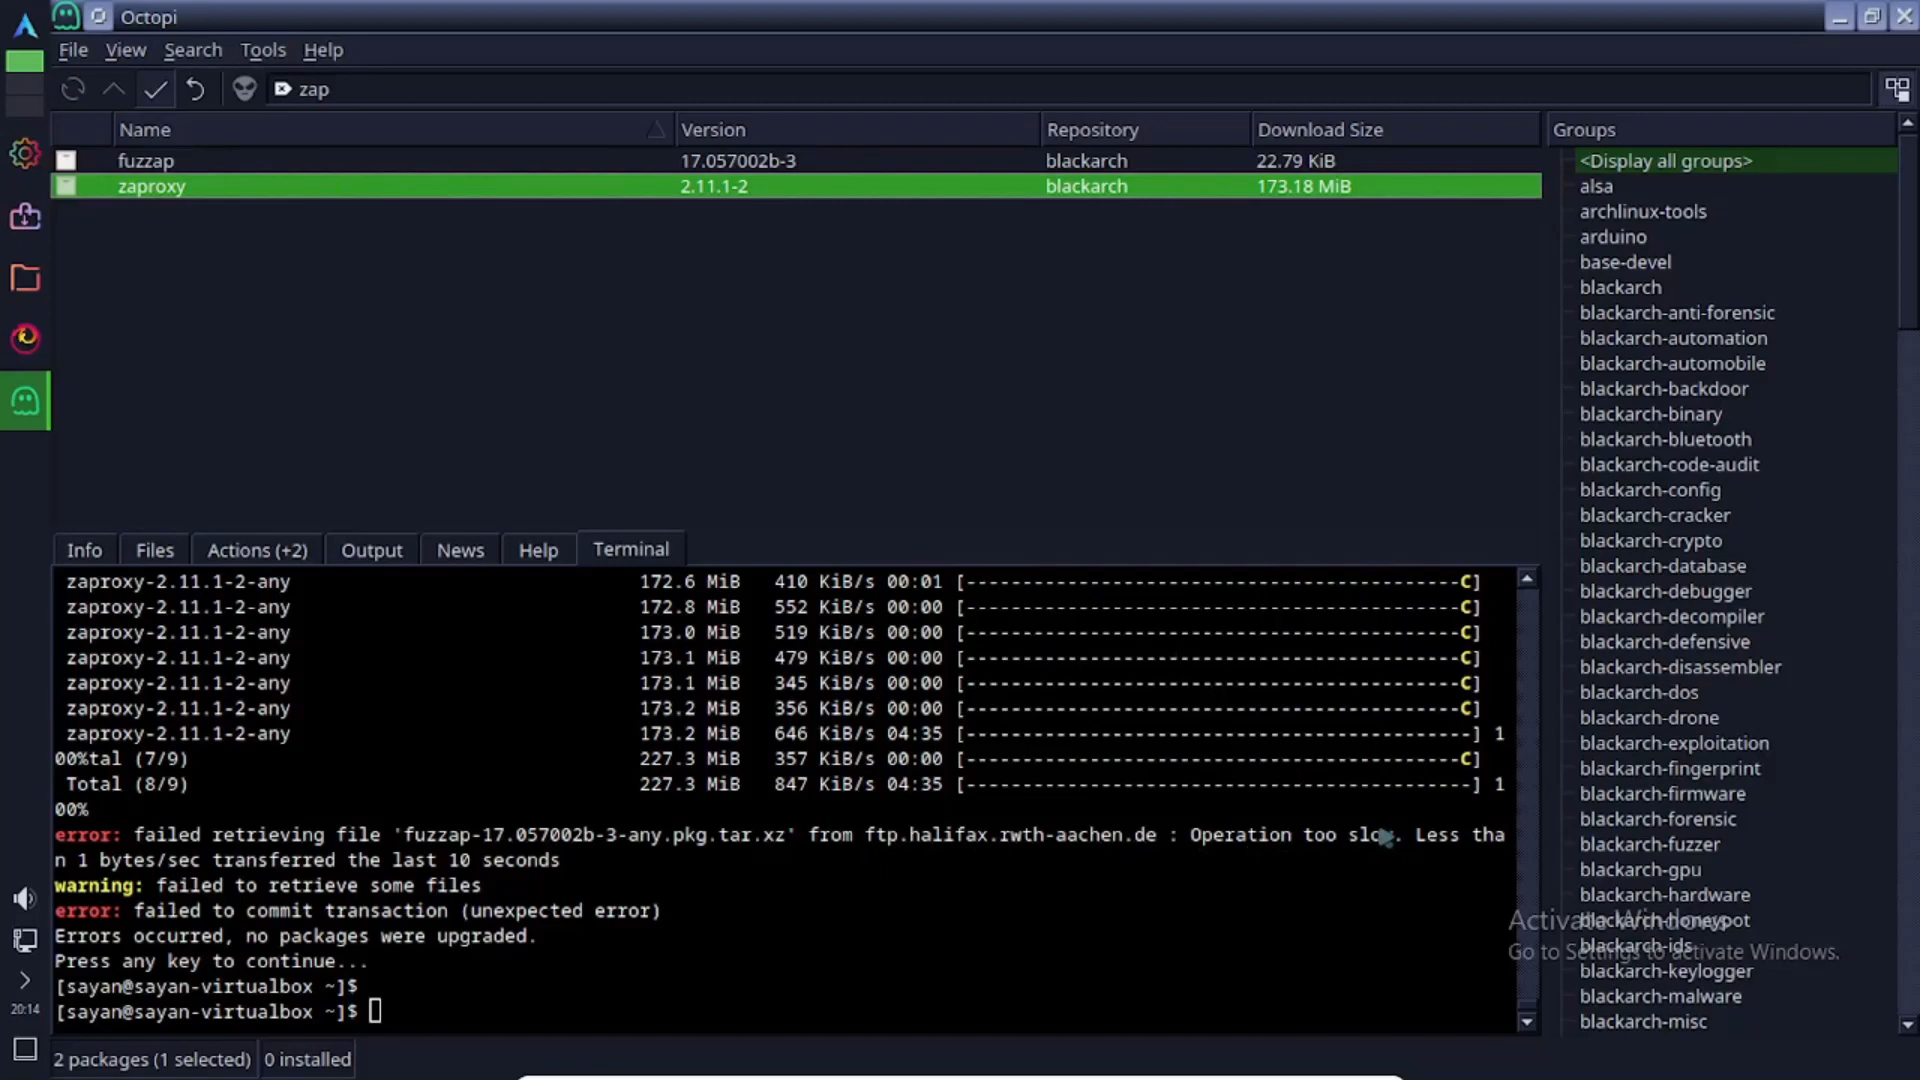 Octopi
File View Search Tools Help
zap
Name Version Repository Download Size Groups
fuzzap 17.057002b-3 blackarch 22.79 KiB
zaproxy 2.11.1-2 blackarch 173.18 MiB
<Display all groups>
alsa
archlinux-tools
arduino
base-devel
blackarch
blackarch-anti-forensic
blackarch-automation
blackarch-automobile
blackarch-backdoor
blackarch-binary
blackarch-bluetooth
blackarch-code-audit
blackarch-config
blackarch-cracker
blackarch-crypto
blackarch-database
blackarch-debugger
blackarch-decompiler
blackarch-defensive
blackarch-disassembler
blackarch-dos
blackarch-drone
blackarch-exploitation
blackarch-fingerprint
blackarch-firmware
blackarch-forensic
blackarch-fuzzer
blackarch-gpu
blackarch-hardware
blackarch-honeypot
blackarch-ids
blackarch-keylogger
blackarch-malware
blackarch-misc
Info Files Actions (+2) Output News Help Terminal
zaproxy-2.11.1-2-any 172.6 MiB 410 KiB/s 00:01 [---------------------------------------------C]
zaproxy-2.11.1-2-any 172.8 MiB 552 KiB/s 00:00 [---------------------------------------------C]
zaproxy-2.11.1-2-any 173.0 MiB 519 KiB/s 00:00 [---------------------------------------------C]
zaproxy-2.11.1-2-any 173.1 MiB 479 KiB/s 00:00 [---------------------------------------------C]
zaproxy-2.11.1-2-any 173.1 MiB 345 KiB/s 00:00 [---------------------------------------------C]
zaproxy-2.11.1-2-any 173.2 MiB 356 KiB/s 00:00 [---------------------------------------------C]
zaproxy-2.11.1-2-any 173.2 MiB 646 KiB/s 04:35 [----------------------------------------------] 1
00%tal (7/9) 227.3 MiB 357 KiB/s 00:00 [---------------------------------------------C]
Total (8/9) 227.3 MiB 847 KiB/s 04:35 [----------------------------------------------] 1
00%
error: failed retrieving file 'fuzzap-17.057002b-3-any.pkg.tar.xz' from ftp.halifax.rwth-aachen.de : Operation too slow. Less tha
n 1 bytes/sec transferred the last 10 seconds
warning: failed to retrieve some files
error: failed to commit transaction (unexpected error)
Errors occurred, no packages were upgraded.
Press any key to continue...
[sayan@sayan-virtualbox ~]$
[sayan@sayan-virtualbox ~]$
Activate Windows
Go to Settings to activate Windows.
20:14
2 packages (1 selected) 0 installed